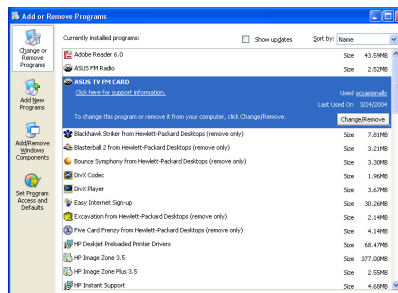 Add or Remove Programs
Currently installed programs: Show updates Sort by: Name
Change or
Remove
Programs
Add New
Programs
Add/Remove
Windows
Components
Set Program
Access and
Defaults
Adobe Reader 6.0 Size 43.59MB
ASUS FM Radio Size 2.52MB
ASUS TV FM CARD
Click here for support information. Used occasionally
Last Used On 3/24/2004
To change this program or remove it from your computer, click Change/Remove. Change/Remove
Blackhawk Striker from Hewlett-Packard Desktops (remove only) Size 7.81MB
Blasterball 2 from Hewlett-Packard Desktops (remove only) Size 3.21MB
Bounce Symphony from Hewlett-Packard Desktops (remove only) Size 3.30MB
DivX Codec Size 1.96MB
DivX Player Size 3.67MB
Easy Internet Sign-up Size 30.26MB
Excavation from Hewlett-Packard Desktops (remove only) Size 2.14MB
Five Card Frenzy from Hewlett-Packard Desktops (remove only) Size 4.14MB
HP Deskjet Preloaded Printer Drivers Size 68.47MB
HP Image Zone 3.5 Size 377.00MB
HP Image Zone Plus 3.5 Size 2.55MB
HP Instant Support Size 4.68MB